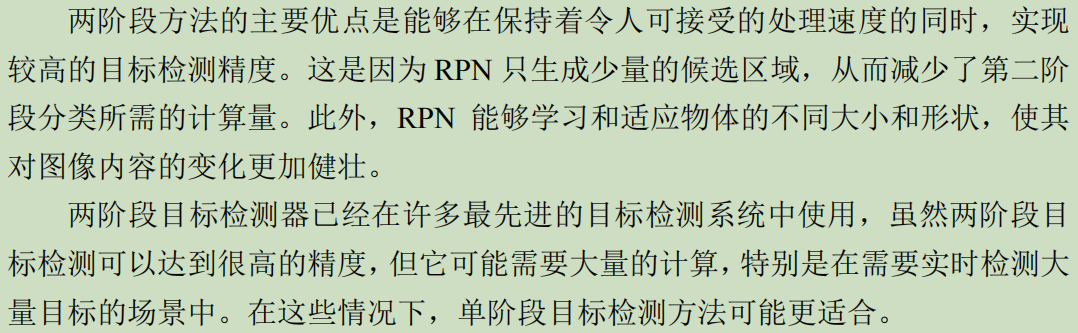 两阶段方法的主要优点是能够在保持着令人可接受的处理速度的同时，实现
较高的目标检测精度。这是因为 RPN 只生成少量的候选区域，从而减少了第二阶
段分类所需的计算量。此外，RPN 能够学习和适应物体的不同大小和形状，使其
对图像内容的变化更加健壮。
两阶段目标检测器已经在许多最先进的目标检测系统中使用，虽然两阶段目
标检测可以达到很高的精度，但它可能需要大量的计算，特别是在需要实时检测大
量目标的场景中。在这些情况下，单阶段目标检测方法可能更适合。